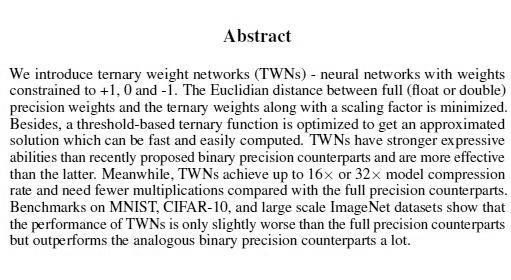 Abstract
We introduce ternary weight networks (TWNs) - neural networks with weights
constrained to +1, 0 and -1. The Euclidian distance between full (float or double)
precision weights and the ternary weights along with a scaling factor is minimized.
Besides, a threshold-based ternary function is optimized to get an approximated
solution which can be fast and easily computed. TWNs have stronger expressive
abilities than recently proposed binary precision counterparts and are more effective
than the latter. Meanwhile, TWNs achieve up to 16× or 32× model compression
rate and need fewer multiplications compared with the full precision counterparts.
Benchmarks on MNIST, CIFAR-10, and large scale ImageNet datasets show that
the performance of TWNs is only slightly worse than the full precision counterparts
but outperforms the analogous binary precision counterparts a lot.